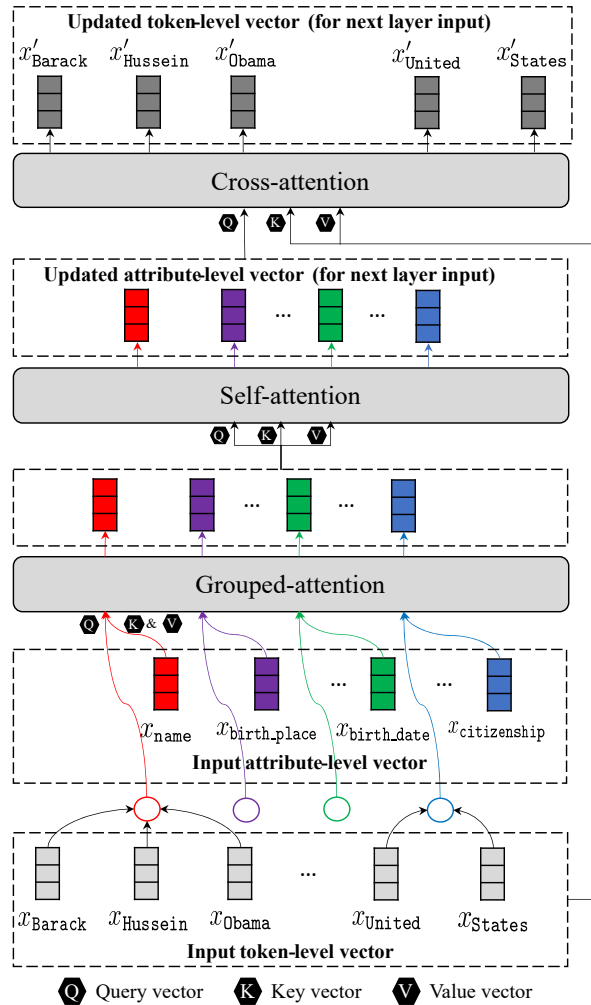 Updated token-level vector (for next layer input)
x′Barack x′Hussein x′Obama x′United x′States
Cross-attention
Q K V
Updated attribute-level vector (for next layer input)
... ...
Self-attention
Q K V
... ...
Grouped-attention
Q K & V
... ...
xname xbirth_place xbirth_date xcitizenship
Input attribute-level vector
...
xBarack xHussein xObama xUnited xStates
Input token-level vector
Q Query vector K Key vector V Value vector